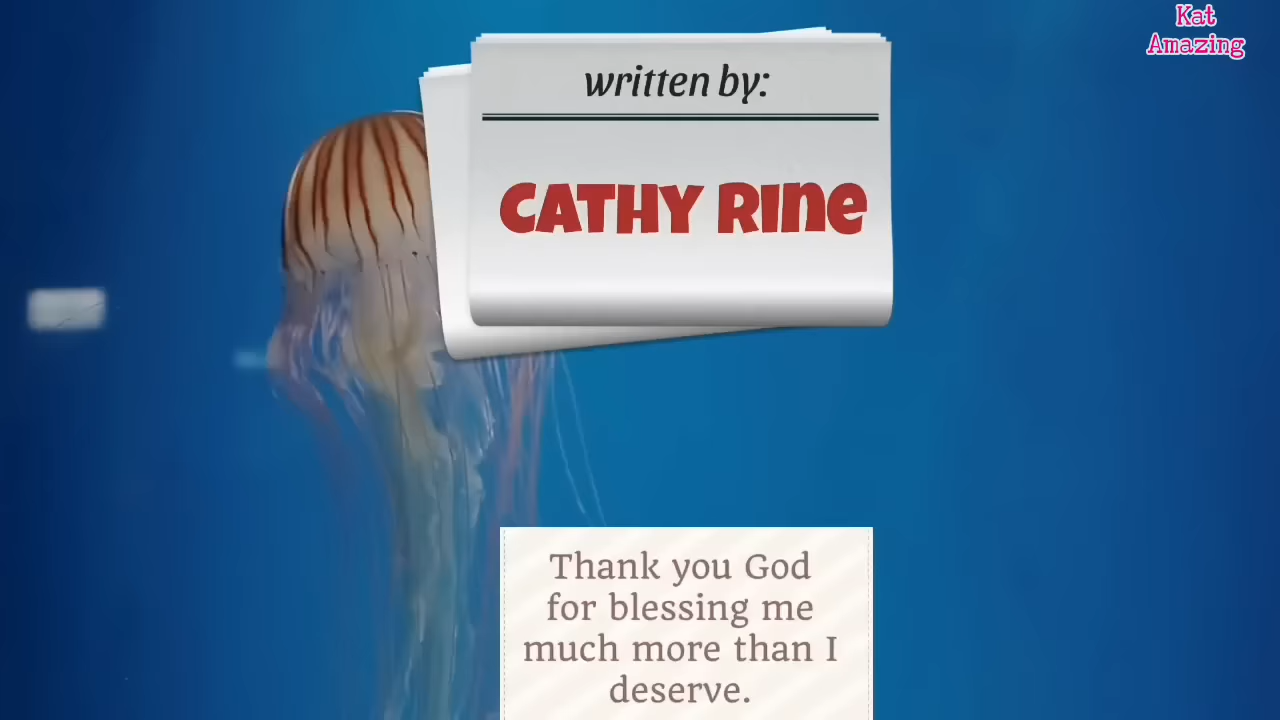 Kat
Amazing
written by:
CATHY RINe
Thank you God
for blessing me
much more than I
deserve.